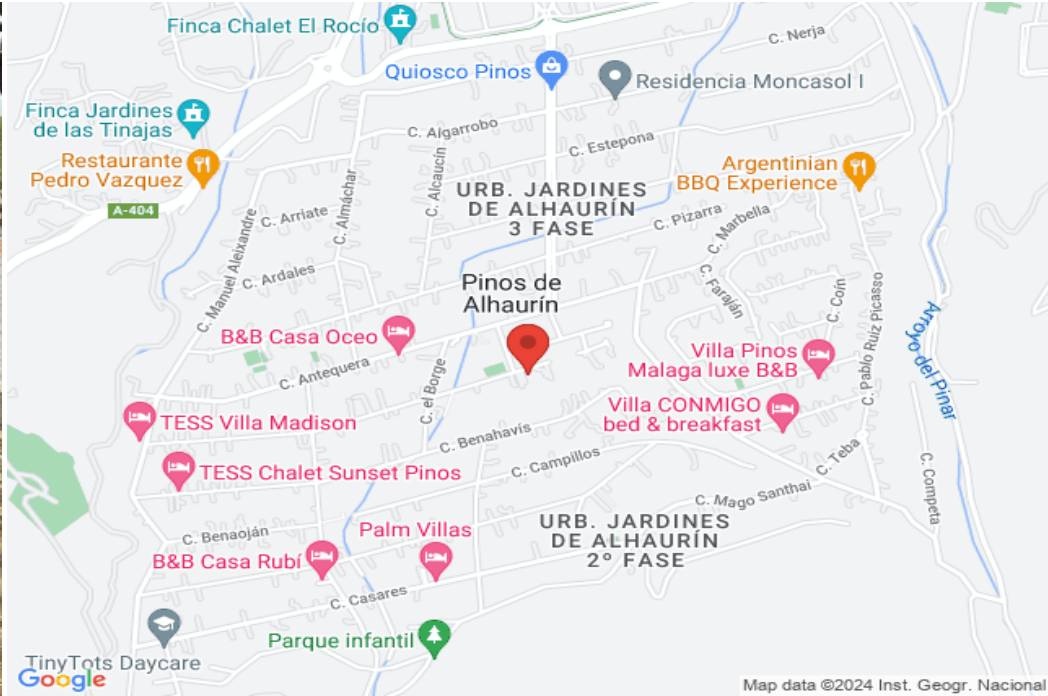 Finca Chalet El Rocío
C. Nerja
Quiosco Pinos
Residencia Moncasol I
Finca Jardines
de las Tinajas
C. Algarrobo
C. Estepona
Restaurante
Pedro Vazquez
C. Alcaucín
Argentinian
BBQ Experience
A-404
C. Almáchar
URB. JARDINES
DE ALHAURÍN
3 FASE
C. Arriate
C. Pizarra
C. Marbella
C. Manuel Aleixandre
C. Ardales
Pinos de
Alhaurín
C. Faraján
C. Coín
C. Pablo Ruiz Picasso
Arroyo del Pinar
B&B Casa Oceo
Villa Pinos
Malaga luxe B&B
C. Antequera
C. el Borge
Villa CONMIGO
bed & breakfast
TESS Villa Madison
C. Benahavís
C. Campillos
C. Teba
TESS Chalet Sunset Pinos
C. Mago Santhai
C. Competa
C. Benaoján
Palm Villas
URB. JARDINES
DE ALHAURÍN
2º FASE
B&B Casa Rubí
C. Casares
Parque infantil
TinyTots Daycare
Google
Map data ©2024 Inst. Geogr. Nacional